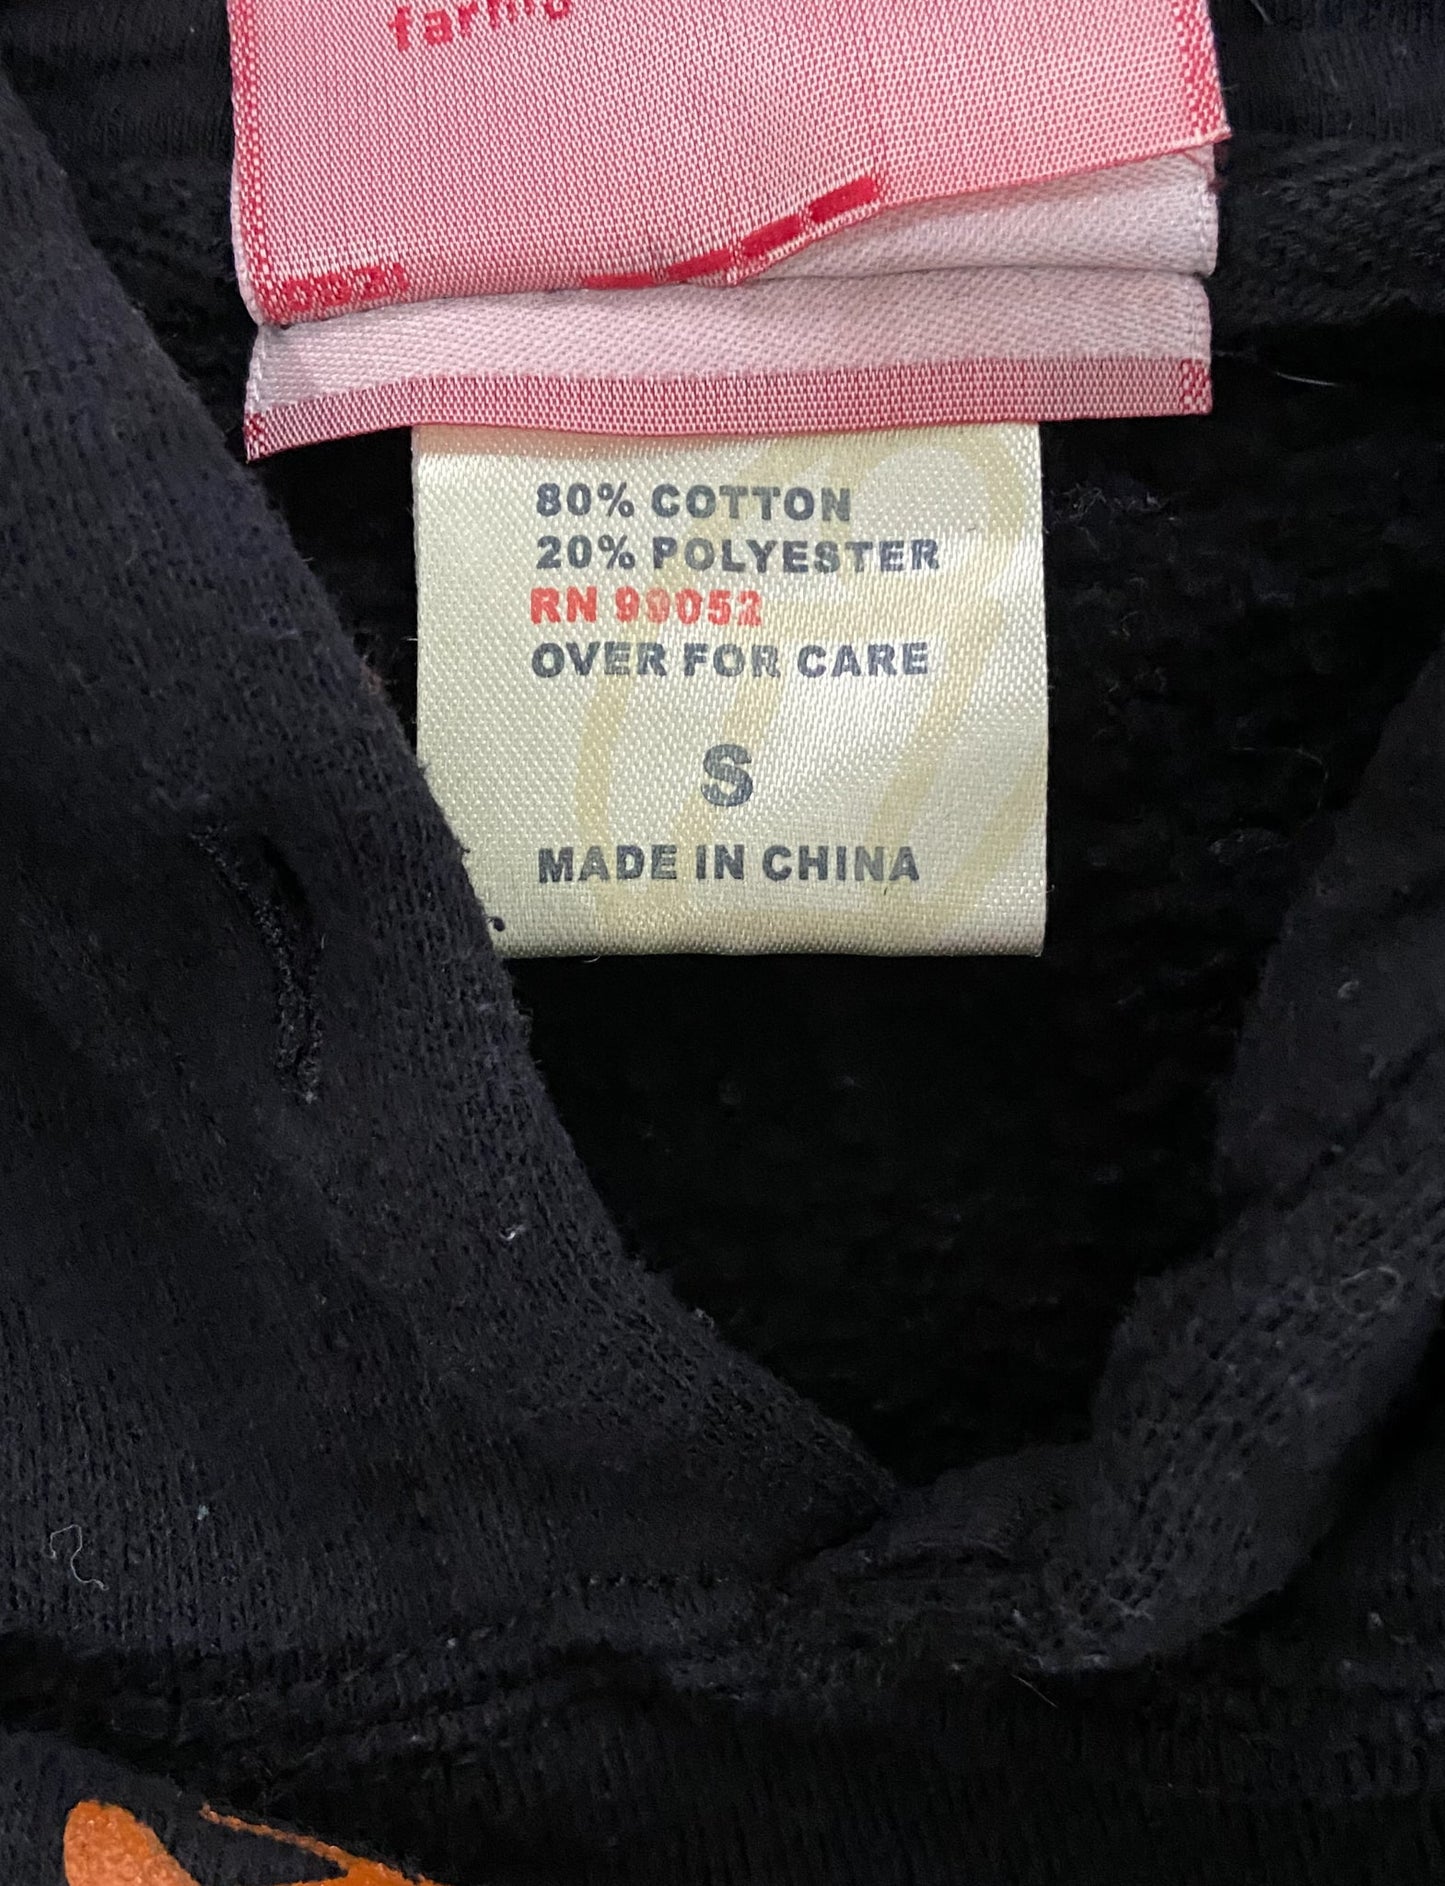 80% COTTON
20% POLYESTER
RN 99052
OVER FOR CARE
S
MADE IN CHINA